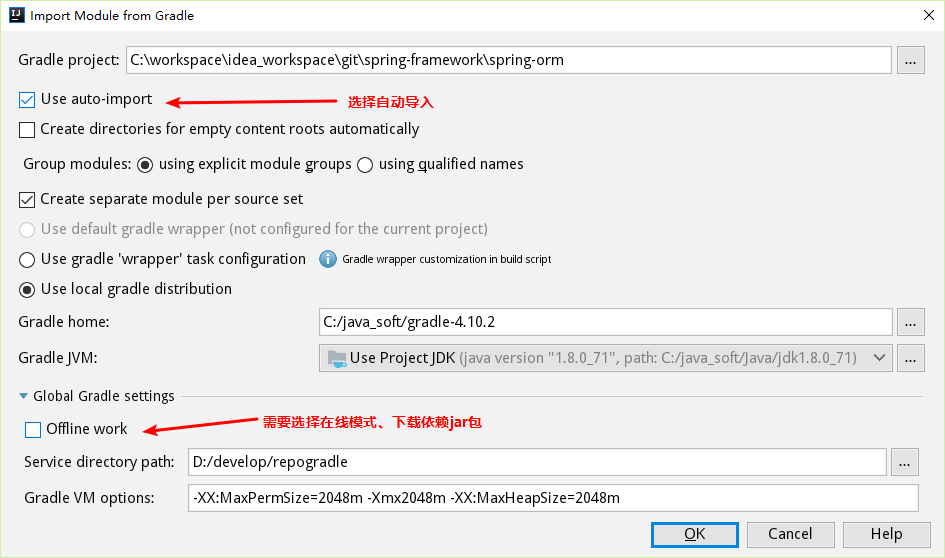 Import Module from Gradle
Gradle project: C:\workspace\idea_workspace\git\spring-framework\spring-orm ...
Use auto-import 选择自动导入
Create directories for empty content roots automatically
Group modules: using explicit module groups using qualified names
Create separate module per source set
Use default gradle wrapper (not configured for the current project)
Use gradle 'wrapper' task configuration Gradle wrapper customization in build script
Use local gradle distribution
Gradle home: C:/java_soft/gradle-4.10.2 ...
Gradle JVM: Use Project JDK (java version "1.8.0_71", path: C:/java_soft/Java/jdk1.8.0_71) ...
Global Gradle settings
Offline work 需要选择在线模式、下载依赖jar包
Service directory path: D:/develop/repogradle ...
Gradle VM options: -XX:MaxPermSize=2048m -Xmx2048m -XX:MaxHeapSize=2048m
OK Cancel Help